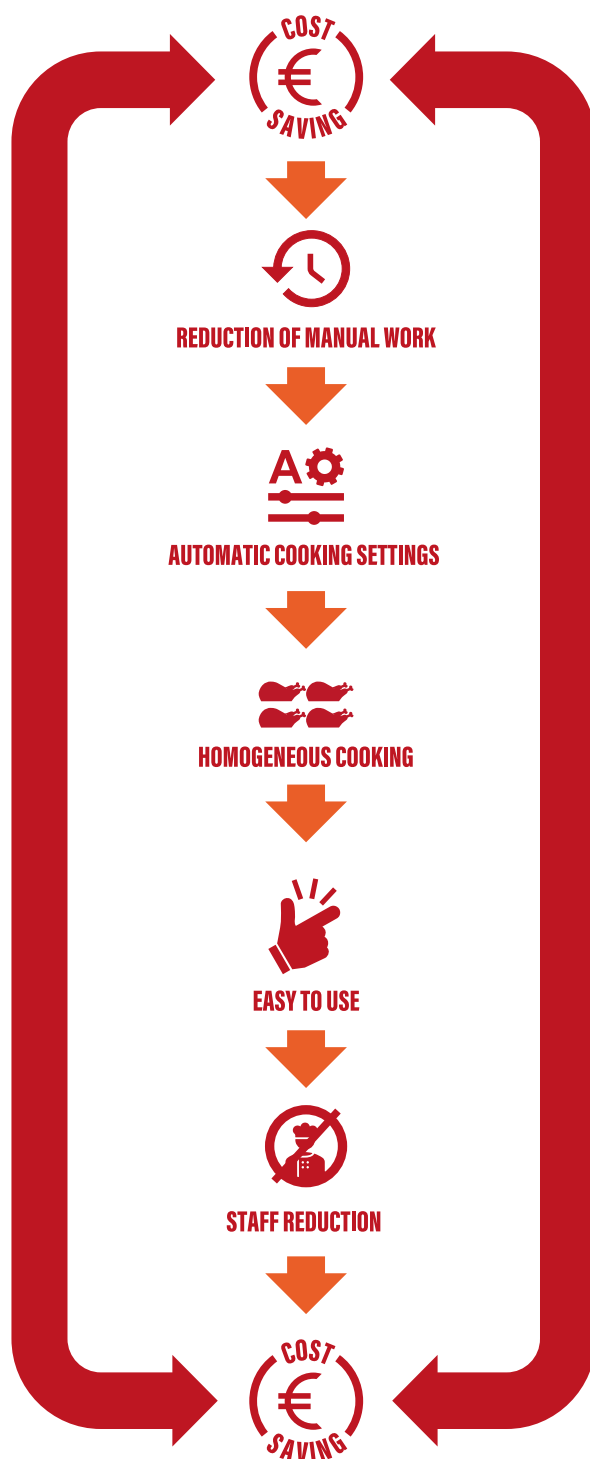 COST
€
SAVING
REDUCTION OF MANUAL WORK
A
AUTOMATIC COOKING SETTINGS
HOMOGENEOUS COOKING
EASY TO USE
STAFF REDUCTION
COST
€
SAVING